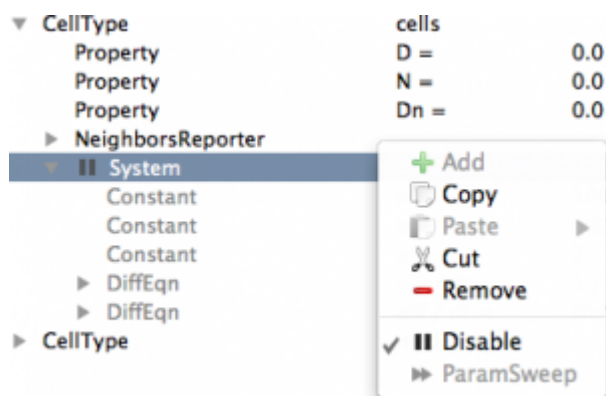 CellType cells
Property D = 0.0
Property N = 0.0
Property Dn = 0.0
NeighborsReporter
System
Add
Constant
Copy
Constant
Paste
Constant
Cut
DiffEqn
Remove
DiffEqn
CellType
Disable
ParamSweep